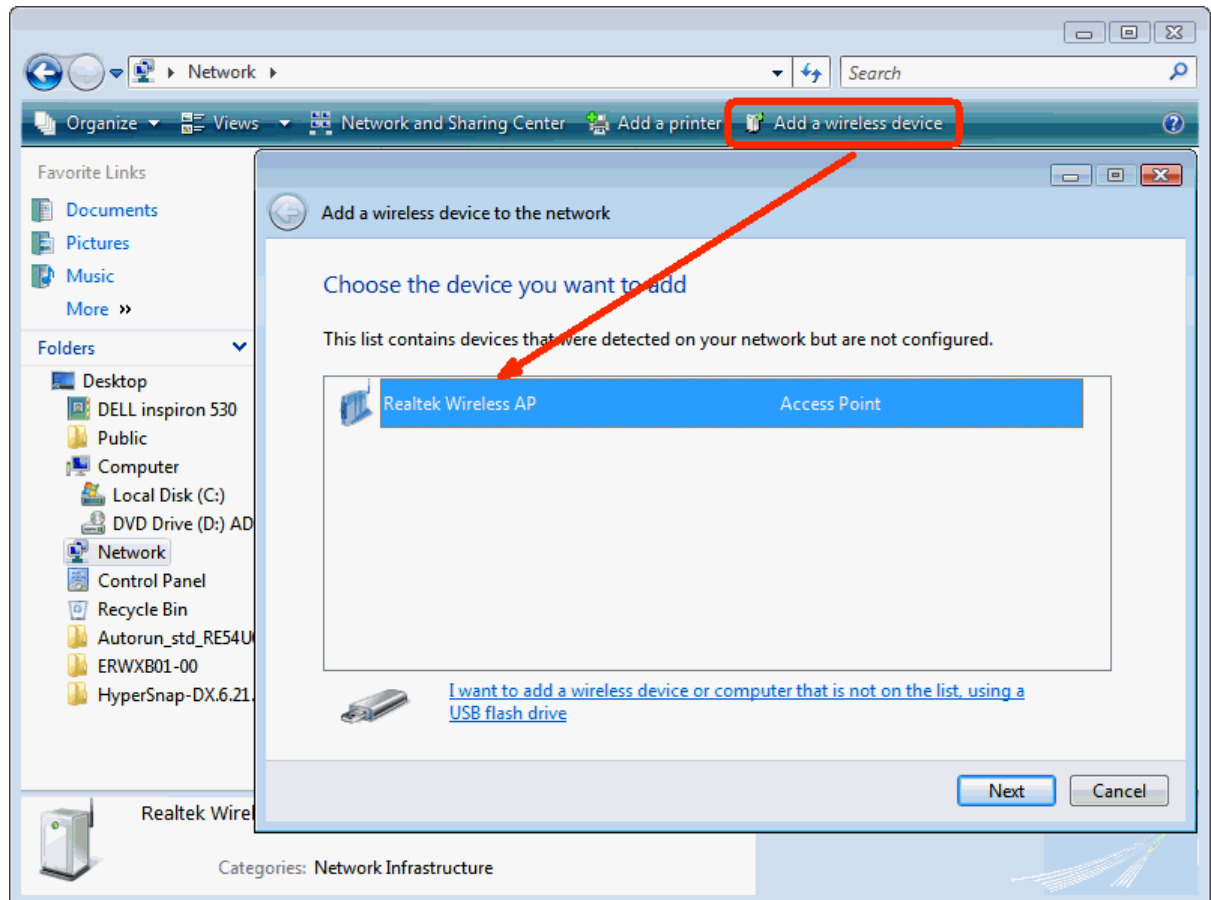 Network
Search
Organize Views Network and Sharing Center Add a printer Add a wireless device
Favorite Links
Documents
Pictures
Music
More »
Folders
Desktop
DELL inspiron 530
Public
Computer
Local Disk (C:)
DVD Drive (D:) AD
Network
Control Panel
Recycle Bin
Autorun_std_RE54U
ERWXB01-00
HyperSnap-DX.6.21.
Add a wireless device to the network
Choose the device you want to add
This list contains devices that were detected on your network but are not configured.
Realtek Wireless AP Access Point
I want to add a wireless device or computer that is not on the list, using a
USB flash drive
Next Cancel
Realtek Wirel
Categories: Network Infrastructure